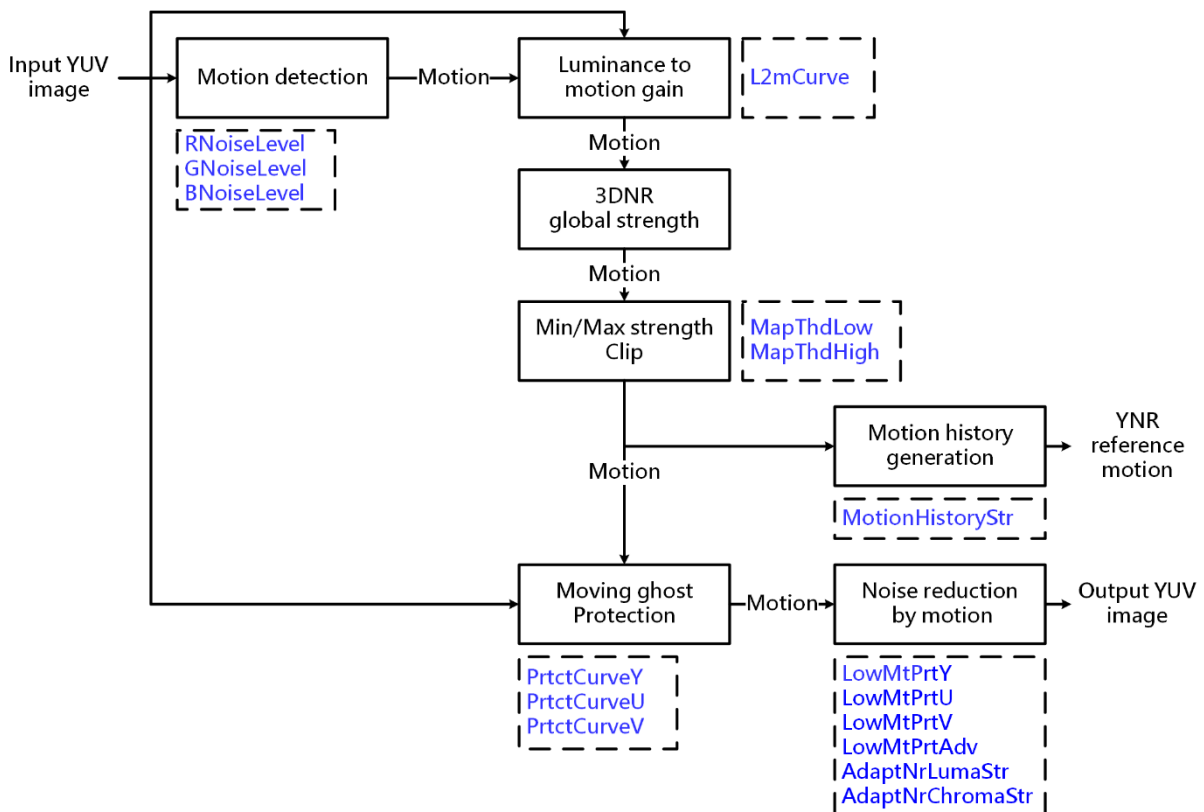 Input YUV
image
Motion detection
Motion
Luminance to
motion gain
L2mCurve
RNoiseLevel
GNoiseLevel
BNoiseLevel
Motion
3DNR
global strength
Motion
Min/Max strength
Clip
MapThdLow
MapThdHigh
Motion history
generation
YNR
reference
motion
Motion
MotionHistoryStr
Moving ghost
Protection
Motion
Noise reduction
by motion
Output YUV
image
PrtctCurveY
PrtctCurveU
PrtctCurveV
LowMtPrtY
LowMtPrtU
LowMtPrtV
LowMtPrtAdv
AdaptNrLumaStr
AdaptNrChromaStr